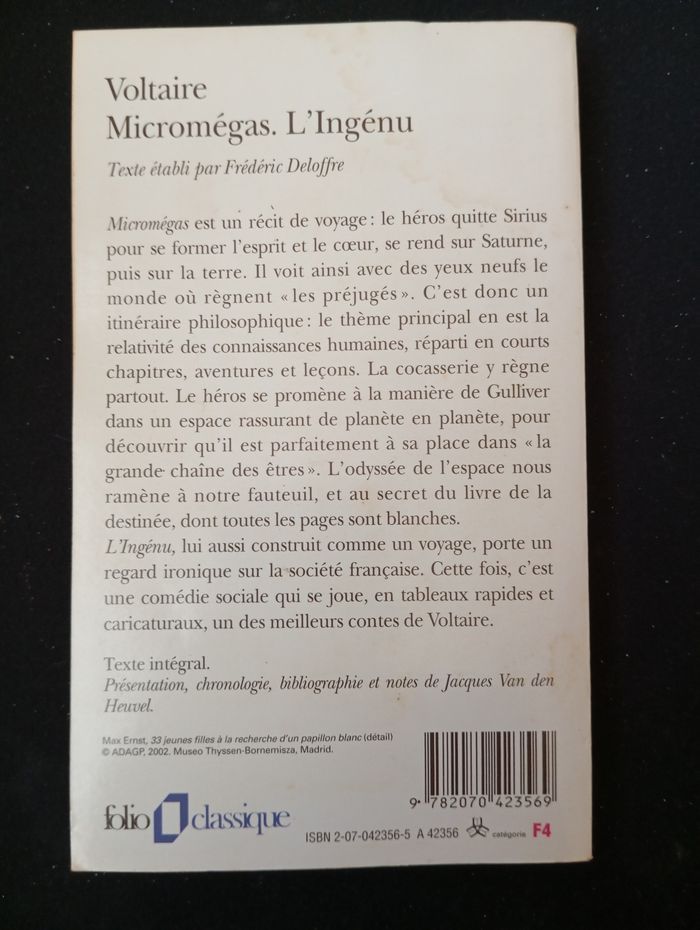 Voltaire
Micromégas. L'Ingénu
Texte établi par Frédéric Deloffre
Micromégas est un récit de voyage : le héros quitte Sirius
pour se former l'esprit et le cœur, se rend sur Saturne,
puis sur la terre. Il voit ainsi avec des yeux neufs le
monde où règnent « les préjugés ». C'est donc un
itinéraire philosophique : le thème principal en est la
relativité des connaissances humaines, réparti en courts
chapitres, aventures et leçons. La cocasserie y règne
partout. Le héros se promène à la manière de Gulliver
dans un espace rassurant de planète en planète, pour
découvrir qu'il est parfaitement à sa place dans « la
grande chaîne des êtres ». L'odyssée de l'espace nous
ramène à notre fauteuil, et au secret du livre de la
destinée, dont toutes les pages sont blanches.
L'Ingénu, lui aussi construit comme un voyage, porte un
regard ironique sur la société française. Cette fois, c'est
une comédie sociale qui se joue, en tableaux rapides et
caricaturaux, un des meilleurs contes de Voltaire.
Texte intégral.
Présentation, chronologie, bibliographie et notes de Jacques Van den
Heuvel.
Max Ernst, 33 jeunes filles à la recherche d'un papillon blanc (détail)
© ADAGP, 2002. Museo Thyssen-Bornemisza, Madrid.
9 782070 423569
folio classique
ISBN 2-07-042356-5 A 42356 catégorie F4